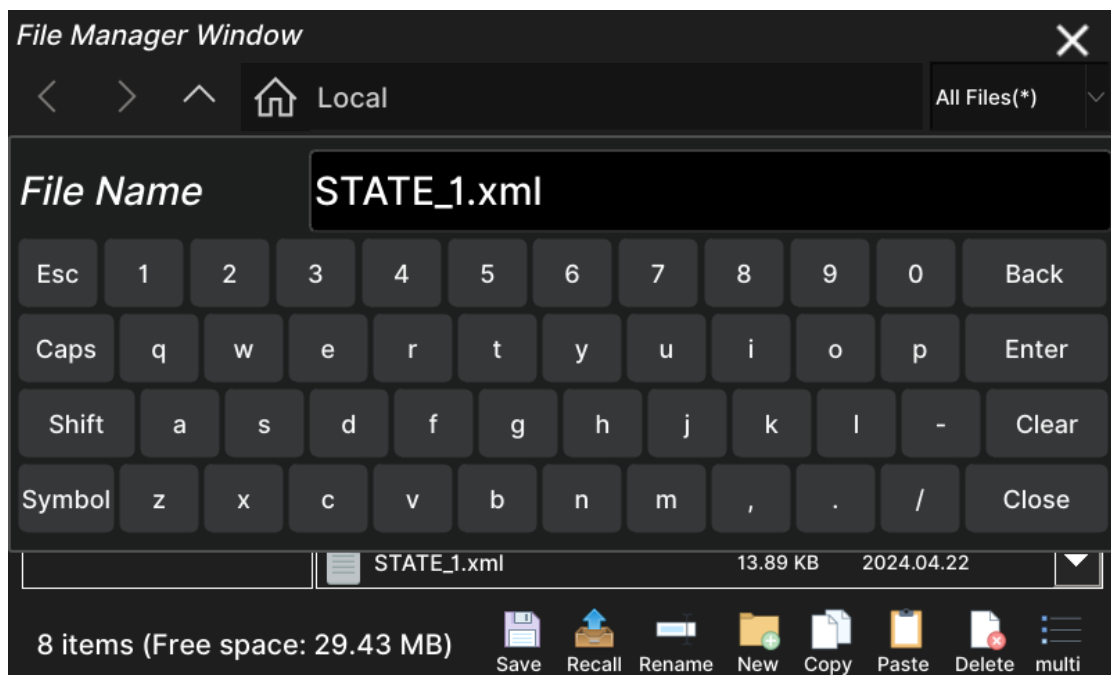 File Manager Window
Local All Files(*)
File Name STATE_1.xml
Esc 1 2 3 4 5 6 7 8 9 0 Back
Caps q w e r t y u i o p Enter
Shift a s d f g h j k l - Clear
Symbol z x c v b n m , . / Close
STATE_1.xml 13.89 KB 2024.04.22
8 items (Free space: 29.43 MB) Save Recall Rename New Copy Paste Delete multi